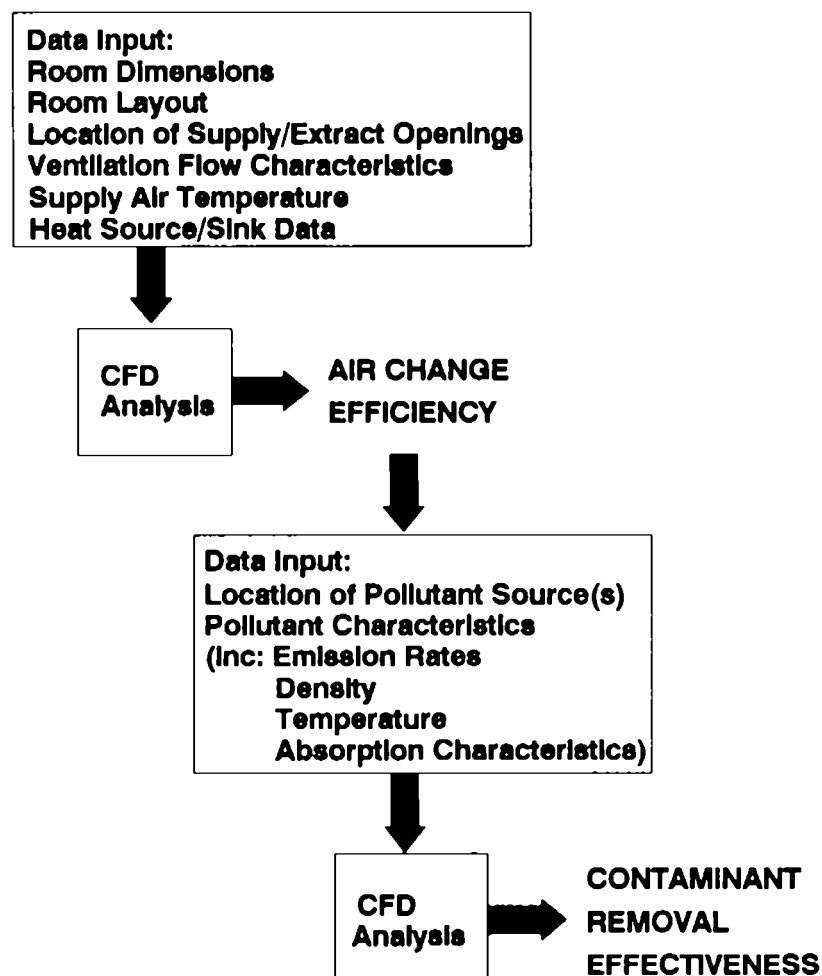 Data Input:
Room Dimensions
Room Layout
Location of Supply/Extract Openings
Ventilation Flow Characteristics
Supply Air Temperature
Heat Source/Sink Data
CFD
Analysis
AIR CHANGE
EFFICIENCY
Data Input:
Location of Pollutant Source(s)
Pollutant Characteristics
(Inc: Emission Rates
Density
Temperature
Absorption Characteristics)
CFD
Analysis
CONTAMINANT
REMOVAL
EFFECTIVENESS